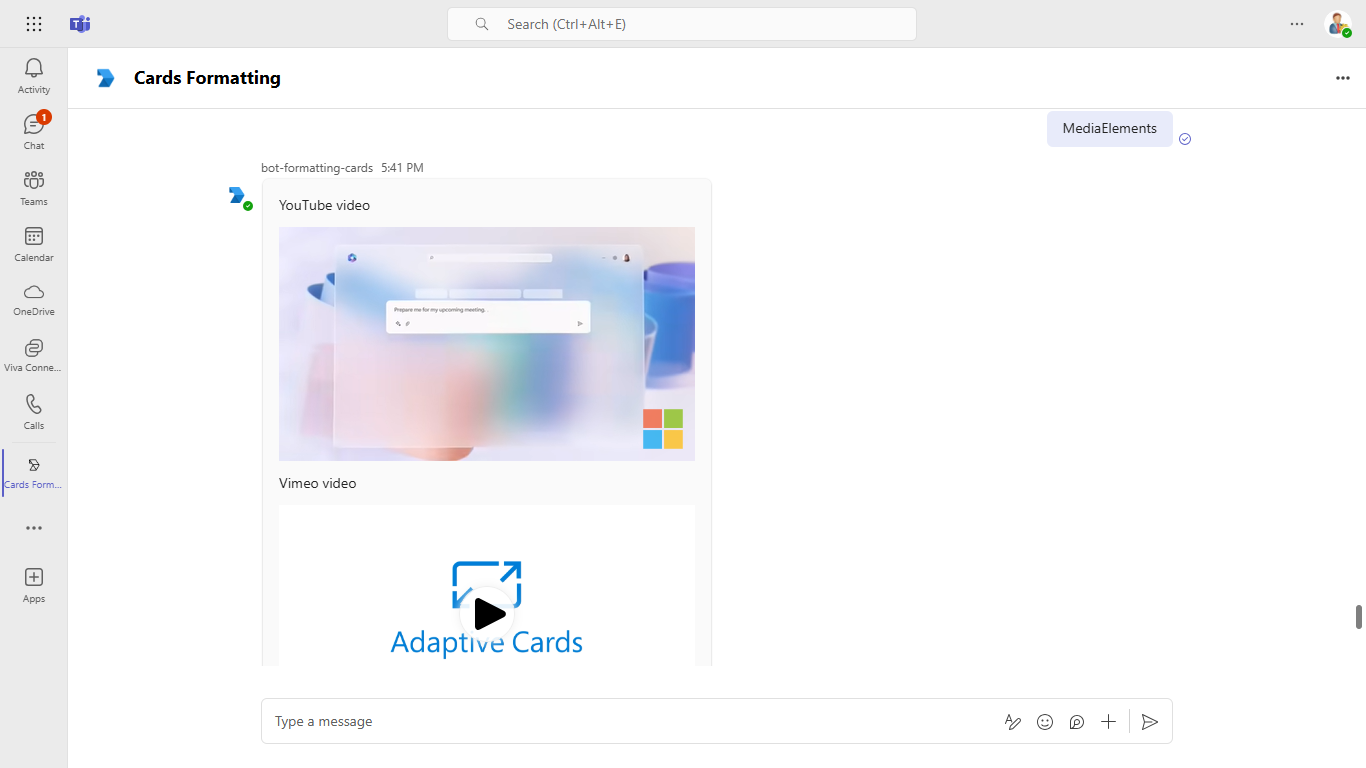 Search (Ctrl+Alt+E)
Activity
1
Chat
Teams
Calendar
OneDrive
Viva Conne...
Calls
Cards Form...
Apps
Cards Formatting
MediaElements
bot-formatting-cards 5:41 PM
YouTube video
Prepare me for my upcoming meeting...
Vimeo video
Adaptive Cards
Type a message